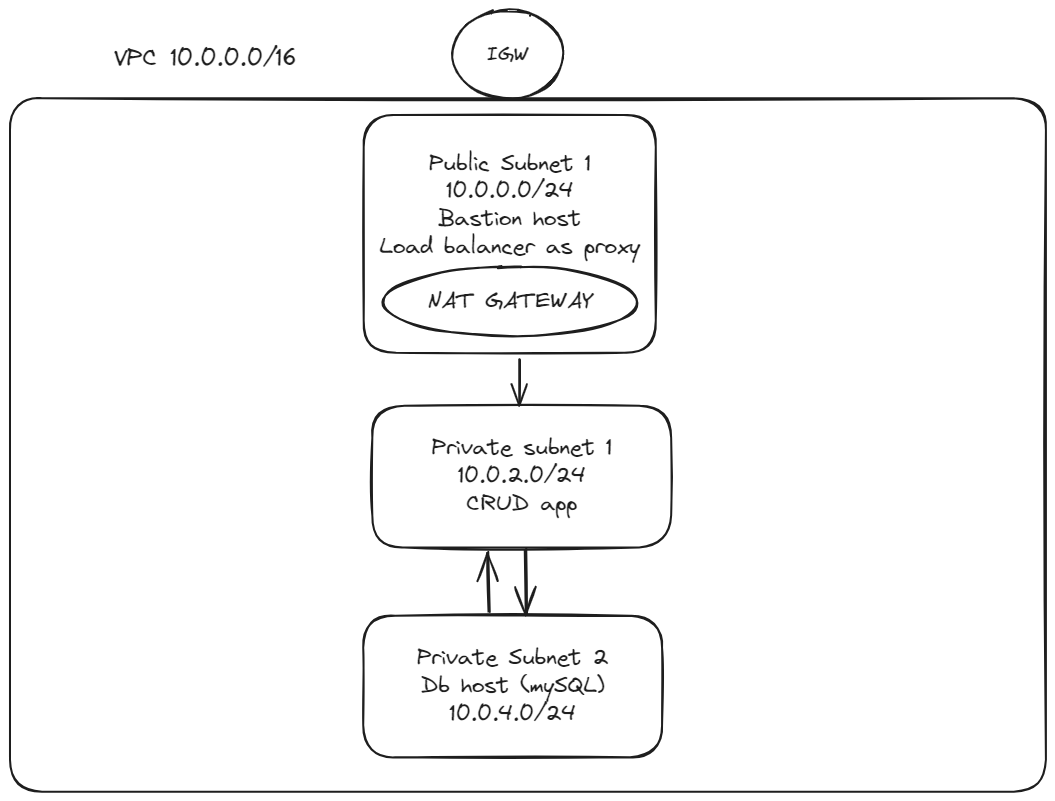 VPC 10.0.0.0/16
IGW
Public Subnet 1
10.0.0.0/24
Bastion host
Load balancer as proxy
NAT GATEWAY
Private subnet 1
10.0.2.0/24
CRUD app
Private Subnet 2
Db host (mySQL)
10.0.4.0/24